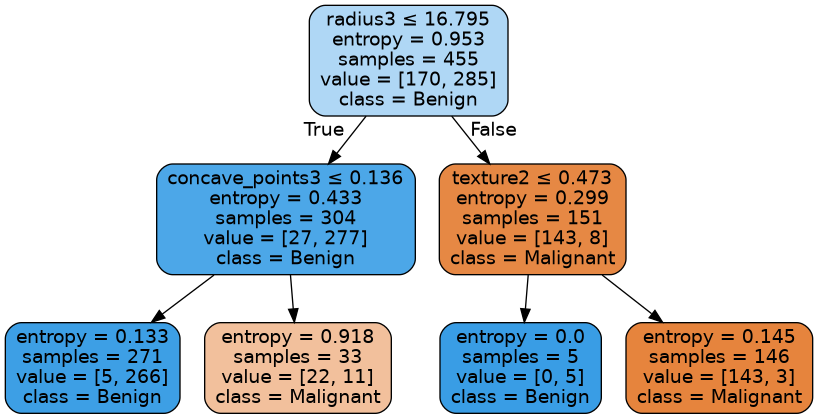 radius3 ≤ 16.795
entropy = 0.953
samples = 455
value = [170, 285]
class = Benign
True
False
concave_points3 ≤ 0.136
entropy = 0.433
samples = 304
value = [27, 277]
class = Benign
texture2 ≤ 0.473
entropy = 0.299
samples = 151
value = [143, 8]
class = Malignant
entropy = 0.133
samples = 271
value = [5, 266]
class = Benign
entropy = 0.918
samples = 33
value = [22, 11]
class = Malignant
entropy = 0.0
samples = 5
value = [0, 5]
class = Benign
entropy = 0.145
samples = 146
value = [143, 3]
class = Malignant